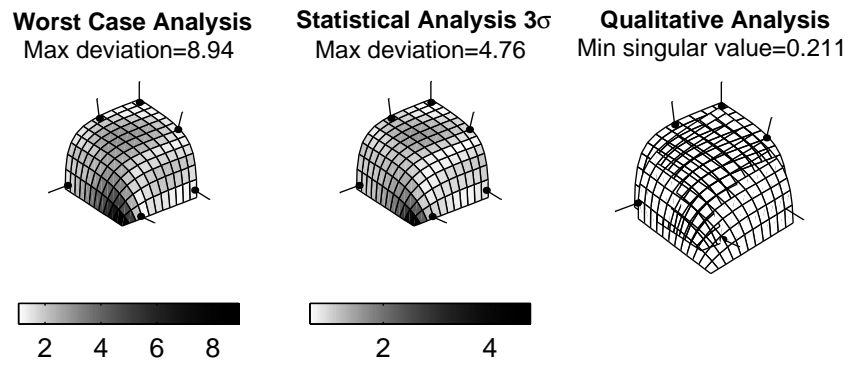 Worst Case Analysis
Max deviation=8.94
Statistical Analysis 3σ
Max deviation=4.76
Qualitative Analysis
Min singular value=0.211
2 4 6 8
2 4